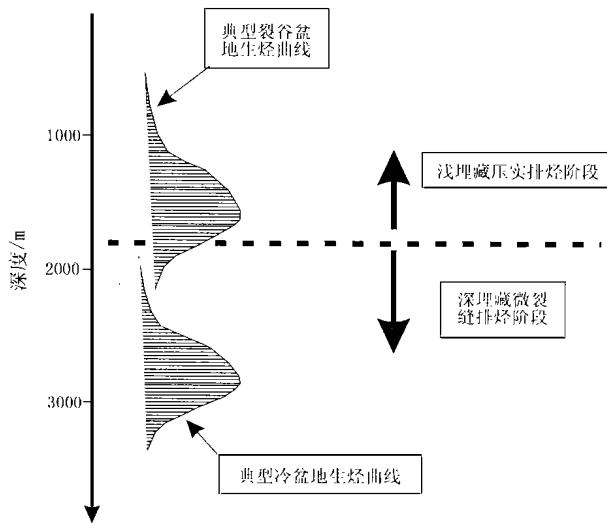 典型裂谷盆
地生烃曲线
1000
浅埋藏压实排烃阶段
深度/m
2000
深埋藏微裂
缝排烃阶段
3000
典型冷盆地生烃曲线